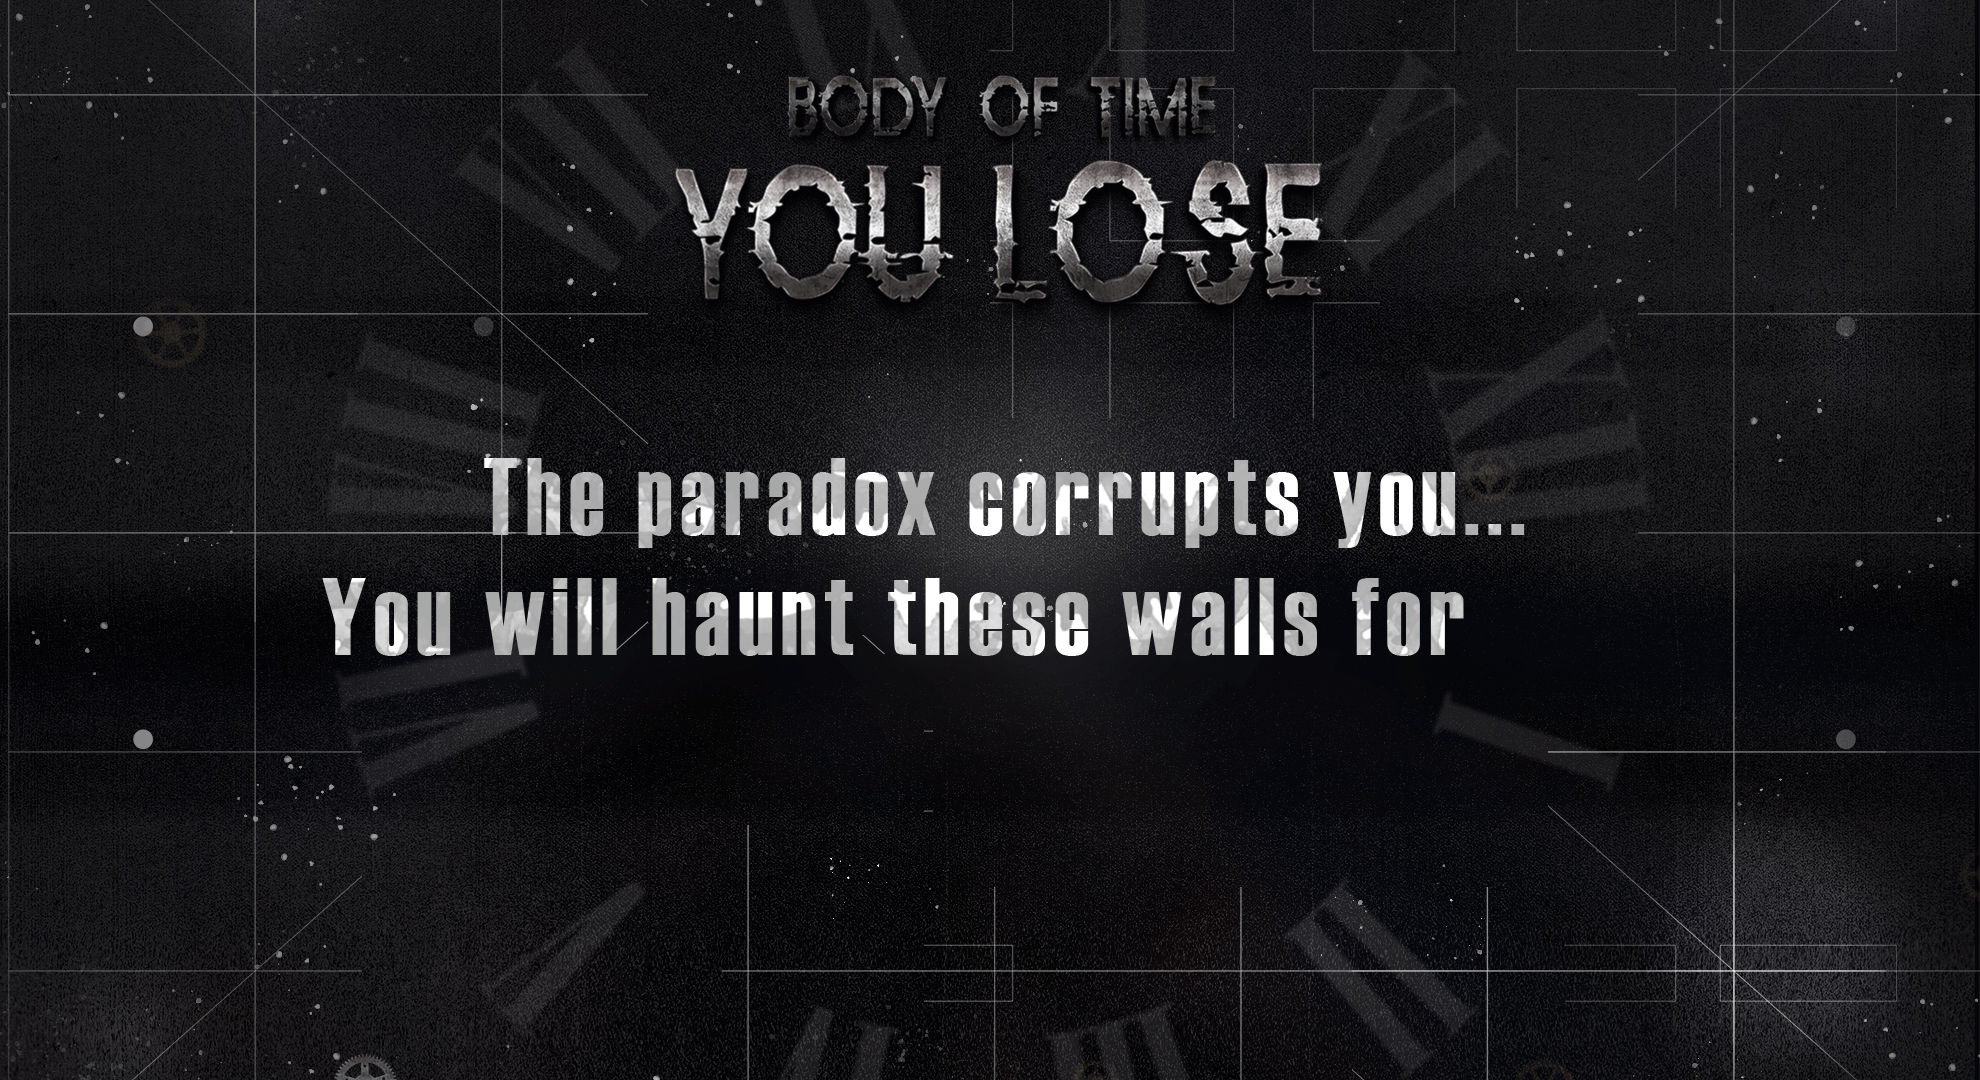 BODY OF TIME
YOU LOSE
The paradox corrupts you...
You will haunt these walls for